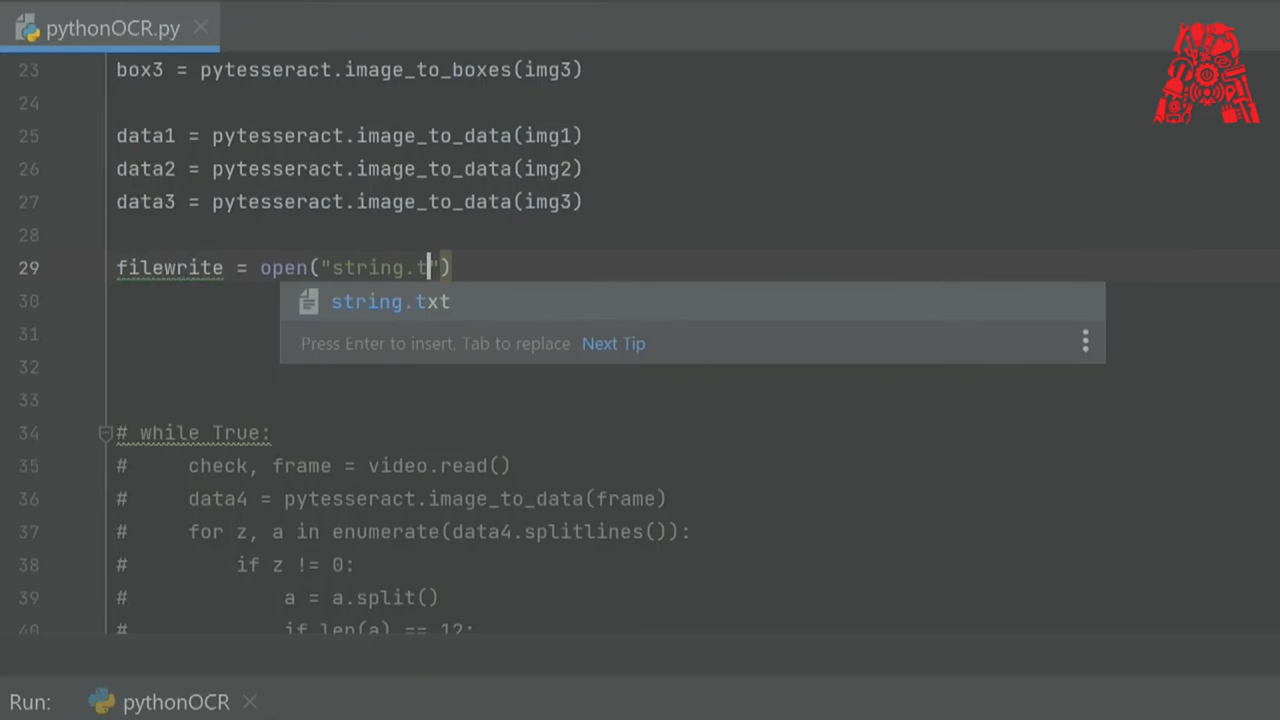 pythonOCR.py
23 box3 = pytesseract.image_to_boxes(img3)
24
25 data1 = pytesseract.image_to_data(img1)
26 data2 = pytesseract.image_to_data(img2)
27 data3 = pytesseract.image_to_data(img3)
28
29 filewrite = open("string.t")
30 string.txt
31 Press Enter to insert, Tab to replace Next Tip
32
33
34 # while True:
35 #     check, frame = video.read()
36 #     data4 = pytesseract.image_to_data(frame)
37 #     for z, a in enumerate(data4.splitlines()):
38 #         if z != 0:
39 #             a = a.split()
40 #             if len(a) == 12:
Run: pythonOCR